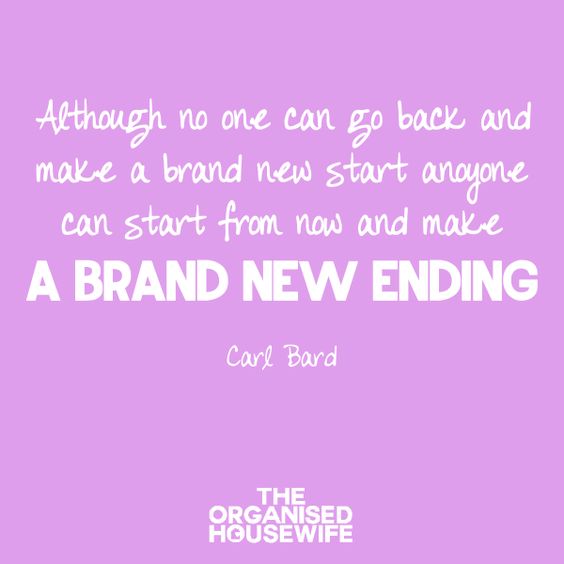 Although no one can go back and
make a brand new start anoyone
can start from now and make
A BRAND NEW ENDING
Carl Bard
THE
ORGANISED
HOUSEWIFE